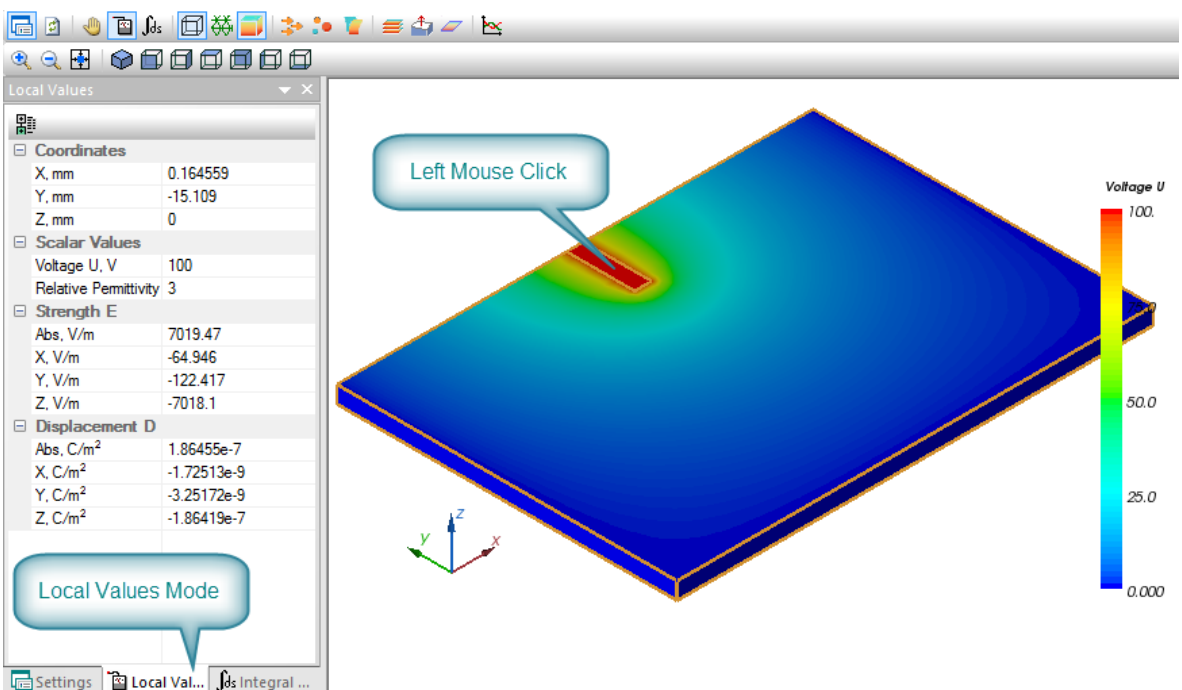 ∫ds
Local Values
Coordinates
X, mm 0.164559
Y, mm -15.109
Z, mm 0
Scalar Values
Voltage U, V 100
Relative Permittivity 3
Strength E
Abs, V/m 7019.47
X, V/m -64.946
Y, V/m -122.417
Z, V/m -7018.1
Displacement D
Abs, C/m² 1.86455e-7
X, C/m² -1.72513e-9
Y, C/m² -3.25172e-9
Z, C/m² -1.86419e-7
Local Values Mode
Settings Local Val... ∫ds Integral ...
Left Mouse Click
Voltage U
100.
50.0
25.0
0.000
z
y
x